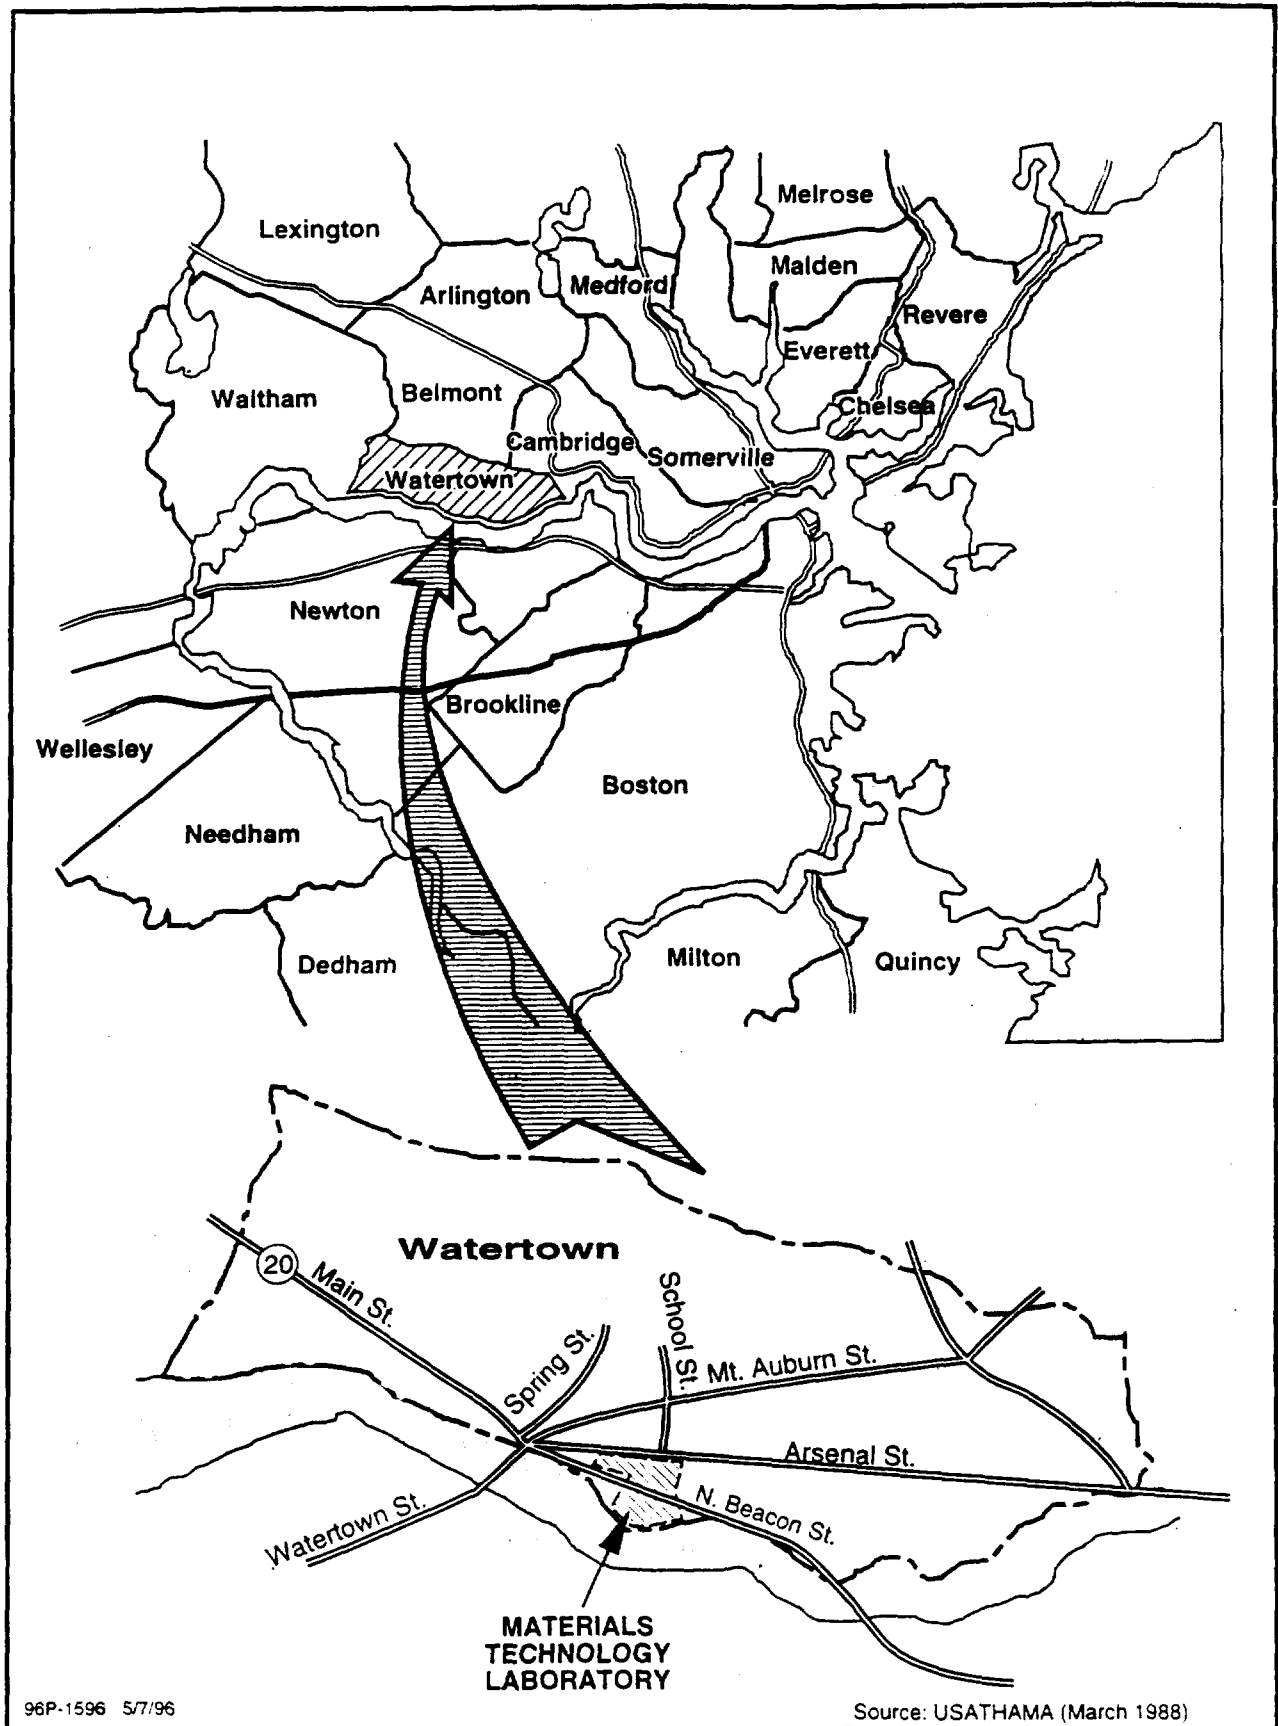 Melrose
Lexington
Malden
Medford
Arlington
Revere
Everett
Belmont
Waltham
Chelsea
Cambridge
Somerville
Watertown
Newton
Brookline
Wellesley
Boston
Needham
Milton
Quincy
Dedham
Watertown
20
Main St.
School St.
Spring St.
Mt. Auburn St.
Arsenal St.
N. Beacon St.
Watertown St.
MATERIALS
TECHNOLOGY
LABORATORY
96P-1596 5/7/96
Source: USATHAMA (March 1988)